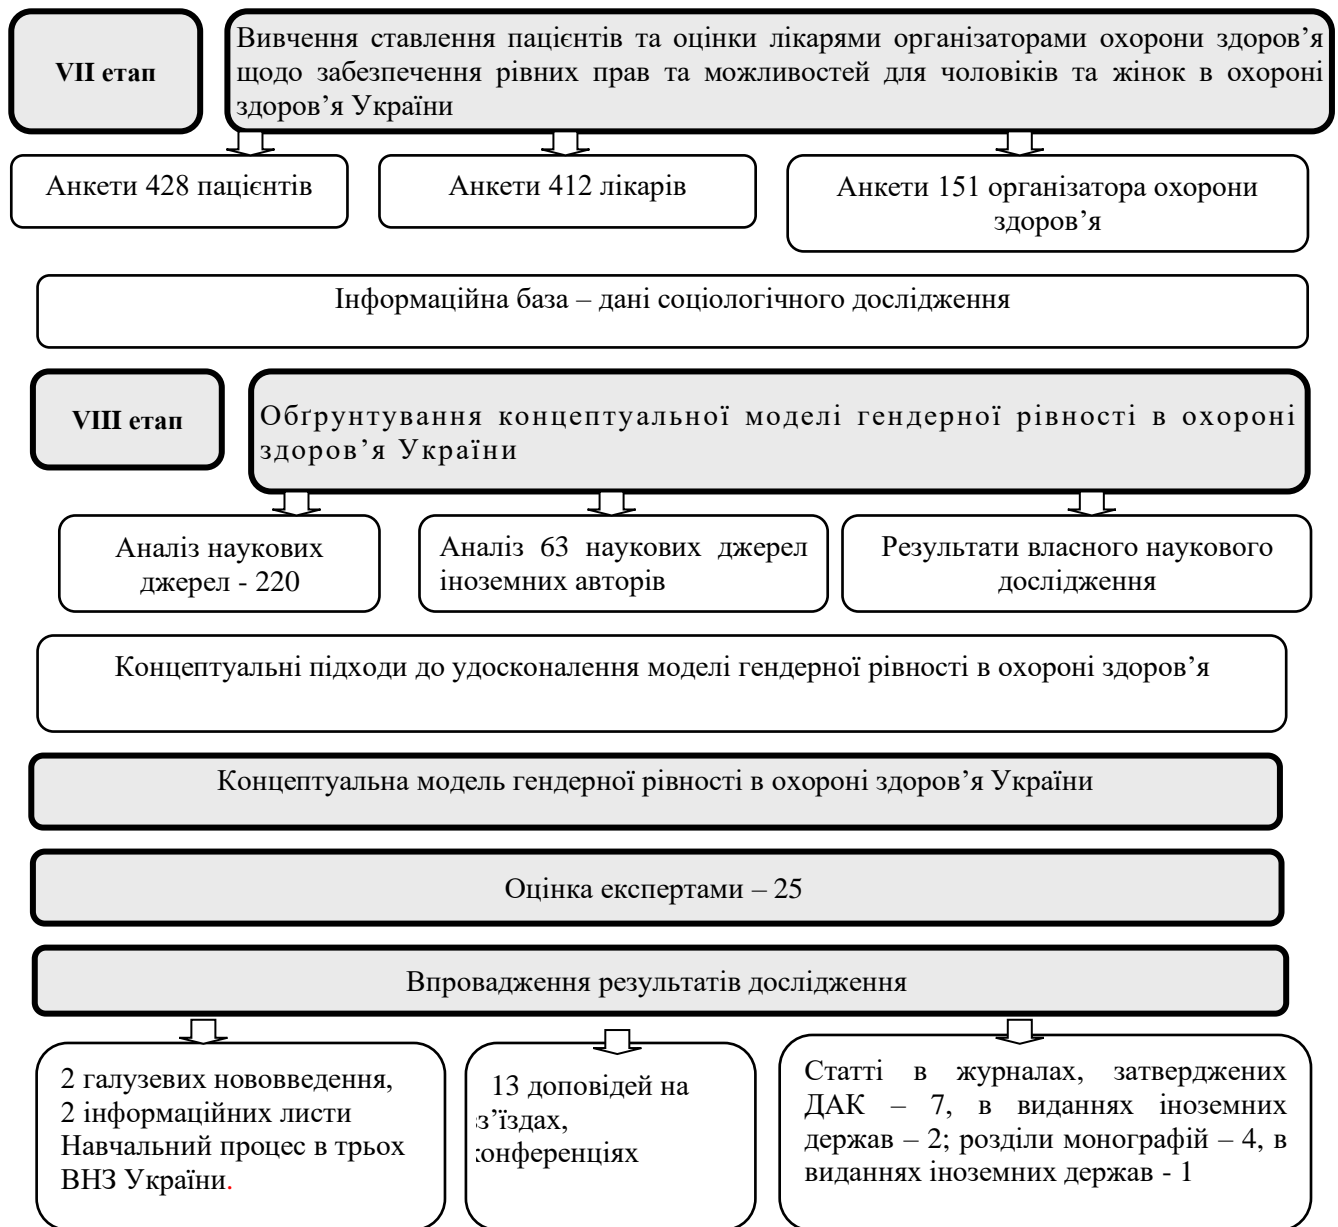 VII етап
Вивчення ставлення пацієнтів та оцінки лікарями організаторами охорони здоров’я
щодо забезпечення рівних прав та можливостей для чоловіків та жінок в охороні
здоров’я України
Анкети 428 пацієнтів
Анкети 412 лікарів
Анкети 151 організатора охорони
здоров’я
Інформаційна база – дані соціологічного дослідження
VIII етап
Обґрунтування концептуальної моделі гендерної рівності в охороні
здоров’я України
Аналіз наукових
джерел - 220
Аналіз 63 наукових джерел
іноземних авторів
Результати власного наукового
дослідження
Концептуальні підходи до удосконалення моделі гендерної рівності в охороні здоров’я
Концептуальна модель гендерної рівності в охороні здоров’я України
Оцінка експертами – 25
Впровадження результатів дослідження
2 галузевих нововведення,
2 інформаційних листи
Навчальний процес в трьох
ВНЗ України.
13 доповідей на
з’їздах,
конференціях
Статті в журналах, затверджених
ДАК – 7, в виданнях іноземних
держав – 2; розділи монографій – 4, в
виданнях іноземних держав - 1